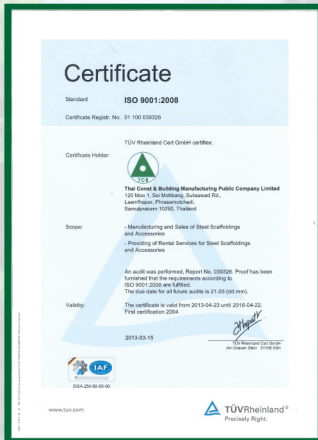 Certificate
Standard ISO 9001:2008
Certificate Registr. No. 01 100 039326
TÜV Rheinland Cert GmbH certifies:
Certificate Holder:
TCB
Thai Const & Building Manufacturing Public Company Limited
120 Moo 1, Soi Mohbang, Suksawad Rd.,
Laemfhapar, Phrasamutchedi,
Samutprakarn 10290, Thailand
Scope: - Manufacturing and Sales of Steel Scaffoldings
and Accessories
- Providing of Rental Services for Steel Scaffoldings
and Accessories
An audit was performed, Report No. 039326. Proof has been
furnished that the requirements according to
ISO 9001:2008 are fulfilled.
The due date for all future audits is 21-03 (dd.mm).
Validity: The certificate is valid from 2013-04-23 until 2016-04-22.
First certification 2004
2013-03-15
TÜV Rheinland Cert GmbH
Am Grauen Stein · 51105 Köln
IAF
DGA-ZM-58-95-00
www.tuv.com
TÜVRheinland®
Precisely Right.